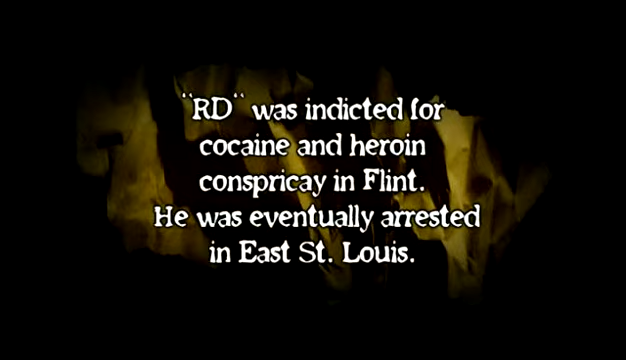 "RD" was indicted for
cocaine and heroin
conspricay in Flint.
He was eventually arrested
in East St. Louis.